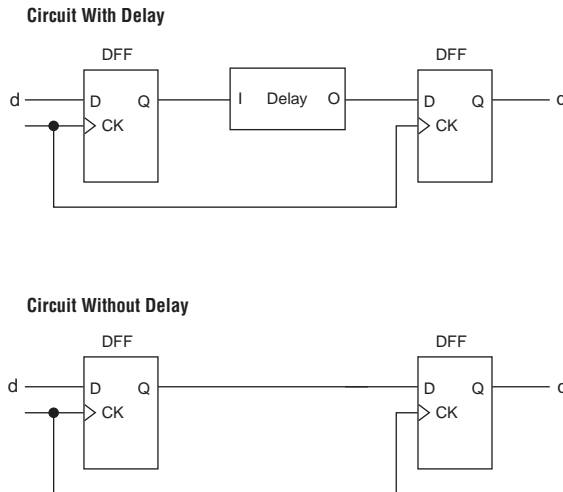 Circuit With Delay
DFF DFF
d D Q I Delay O D Q
CK CK
Circuit Without Delay
DFF DFF
d D Q D Q
CK CK